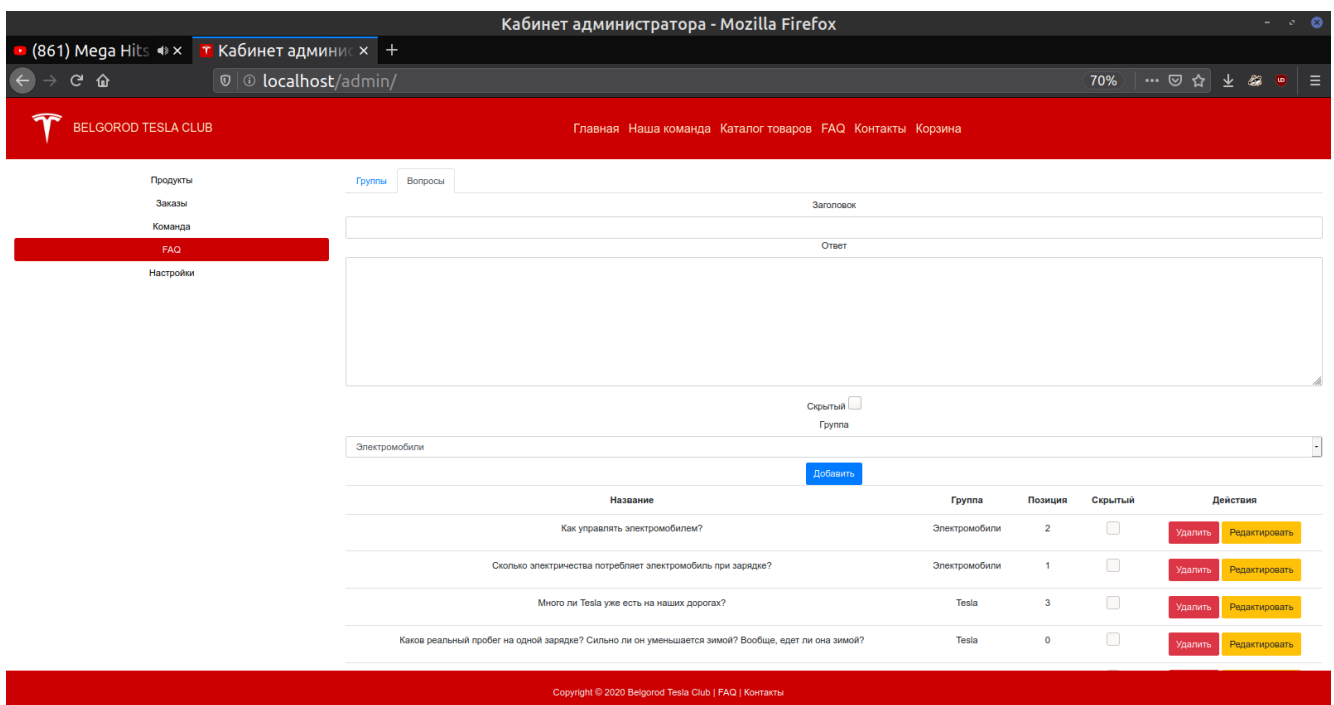 Кабинет администратора - Mozilla Firefox
(861) Mega Hits Кабинет админис
localhost/admin/ 70%
BELGOROD TESLA CLUB Главная Наша команда Каталог товаров FAQ Контакты Корзина
Продукты
Заказы
Команда
FAQ
Настройки
Группы Вопросы
Заголовок
Ответ
Скрытый
Группа
Электромобили
Добавить
Название Группа Позиция Скрытый Действия
Как управлять электромобилем? Электромобили 2 Удалить Редактировать
Сколько электричества потребляет электромобиль при зарядке? Электромобили 1 Удалить Редактировать
Много ли Tesla уже есть на наших дорогах? Tesla 3 Удалить Редактировать
Каков реальный пробег на одной зарядке? Сильно ли он уменьшается зимой? Вообще, едет ли она зимой? Tesla 0 Удалить Редактировать
Copyright © 2020 Belgorod Tesla Club | FAQ | Контакты